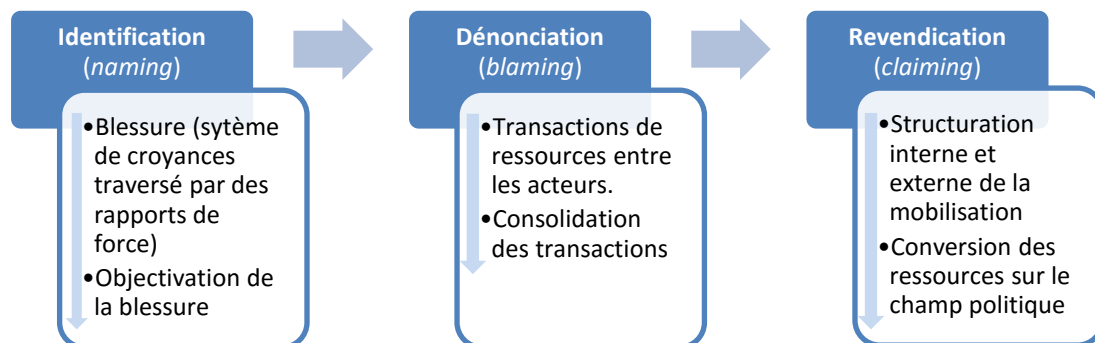 Identification
(naming)
•Blessure (sytème
de croyances
traversé par des
rapports de
force)
•Objectivation de
la blessure
Dénonciation
(blaming)
•Transactions de
ressources entre
les acteurs.
•Consolidation
des transactions
Revendication
(claiming)
•Structuration
interne et
externe de la
mobilisation
•Conversion des
ressources sur le
champ politique